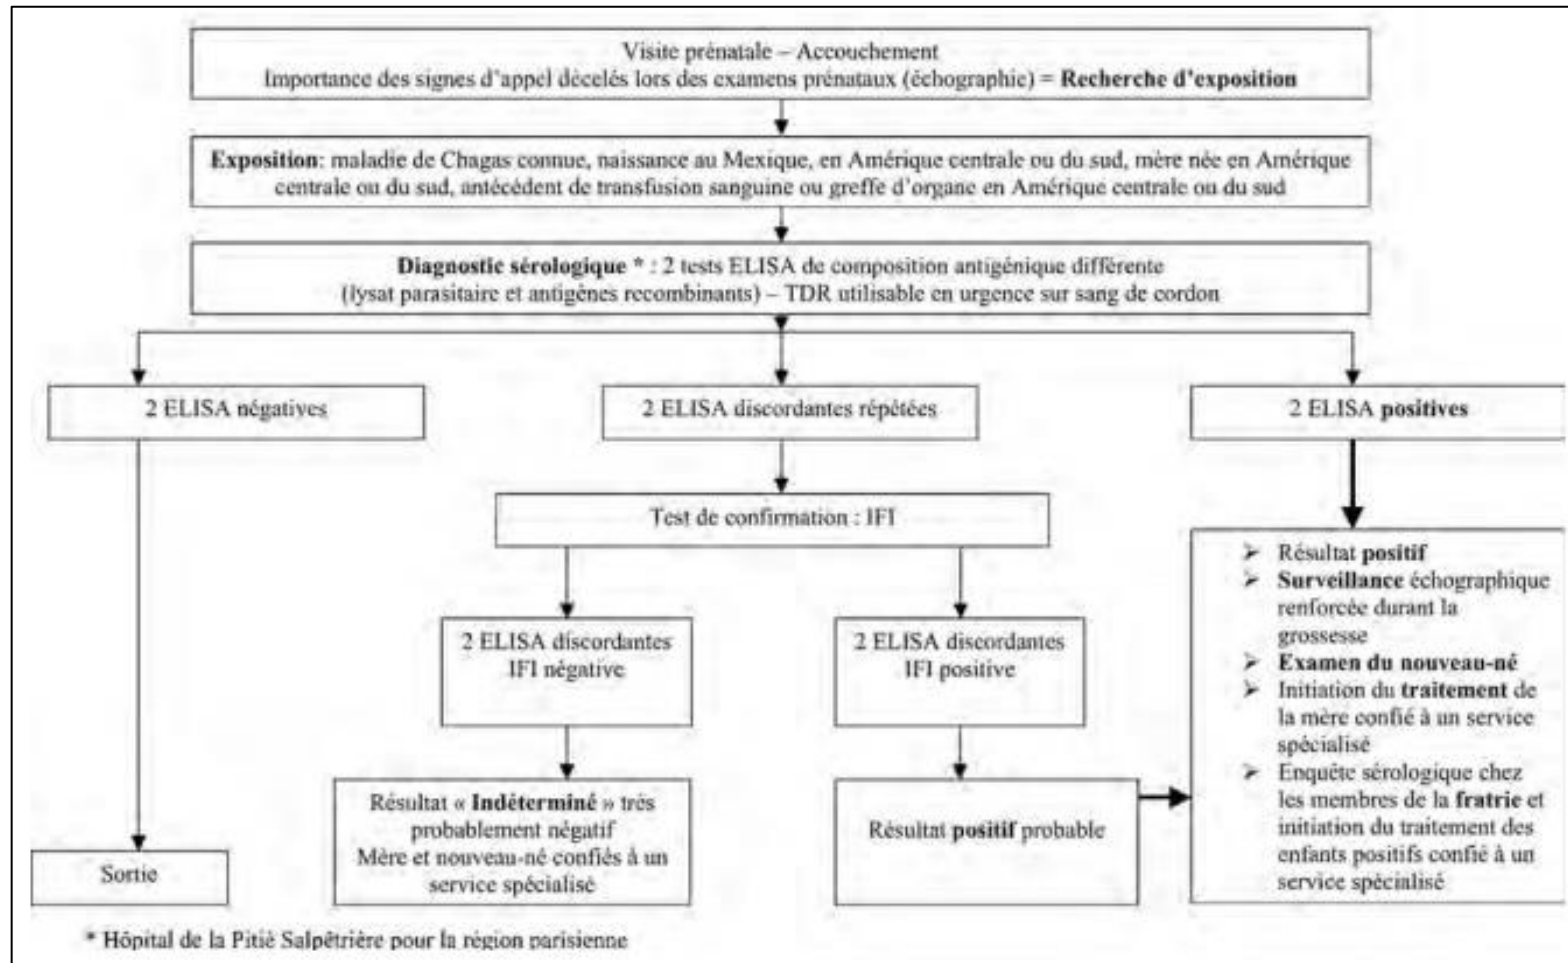 Visite prénatale – Accouchement
Importance des signes d'appel décelés lors des examens prénataux (échographie) = Recherche d'exposition
Exposition: maladie de Chagas connue, naissance au Mexique, en Amérique centrale ou du sud, mère née en Amérique
centrale ou du sud, antécédent de transfusion sanguine ou greffe d'organe en Amérique centrale ou du sud
Diagnostic sérologique * : 2 tests ELISA de composition antigénique différente
(lysat parasitaire et antigènes recombinants) – TDR utilisable en urgence sur sang de cordon
2 ELISA négatives
2 ELISA discordantes répétées
2 ELISA positives
Test de confirmation : IFI
2 ELISA discordantes
IFI négative
2 ELISA discordantes
IFI positive
➢ Résultat positif
➢ Surveillance échographique
renforcée durant la
grossesse
➢ Examen du nouveau-né
➢ Initiation du traitement de
la mère confié à un service
spécialisé
➢ Enquête sérologique chez
les membres de la fratrie et
initiation du traitement des
enfants positifs confié à un
service spécialisé
Résultat « Indéterminé » très
probablement négatif
Mère et nouveau-né confiés à un
service spécialisé
Résultat positif probable
Sortie
* Hôpital de la Pitié Salpêtrière pour la région parisienne